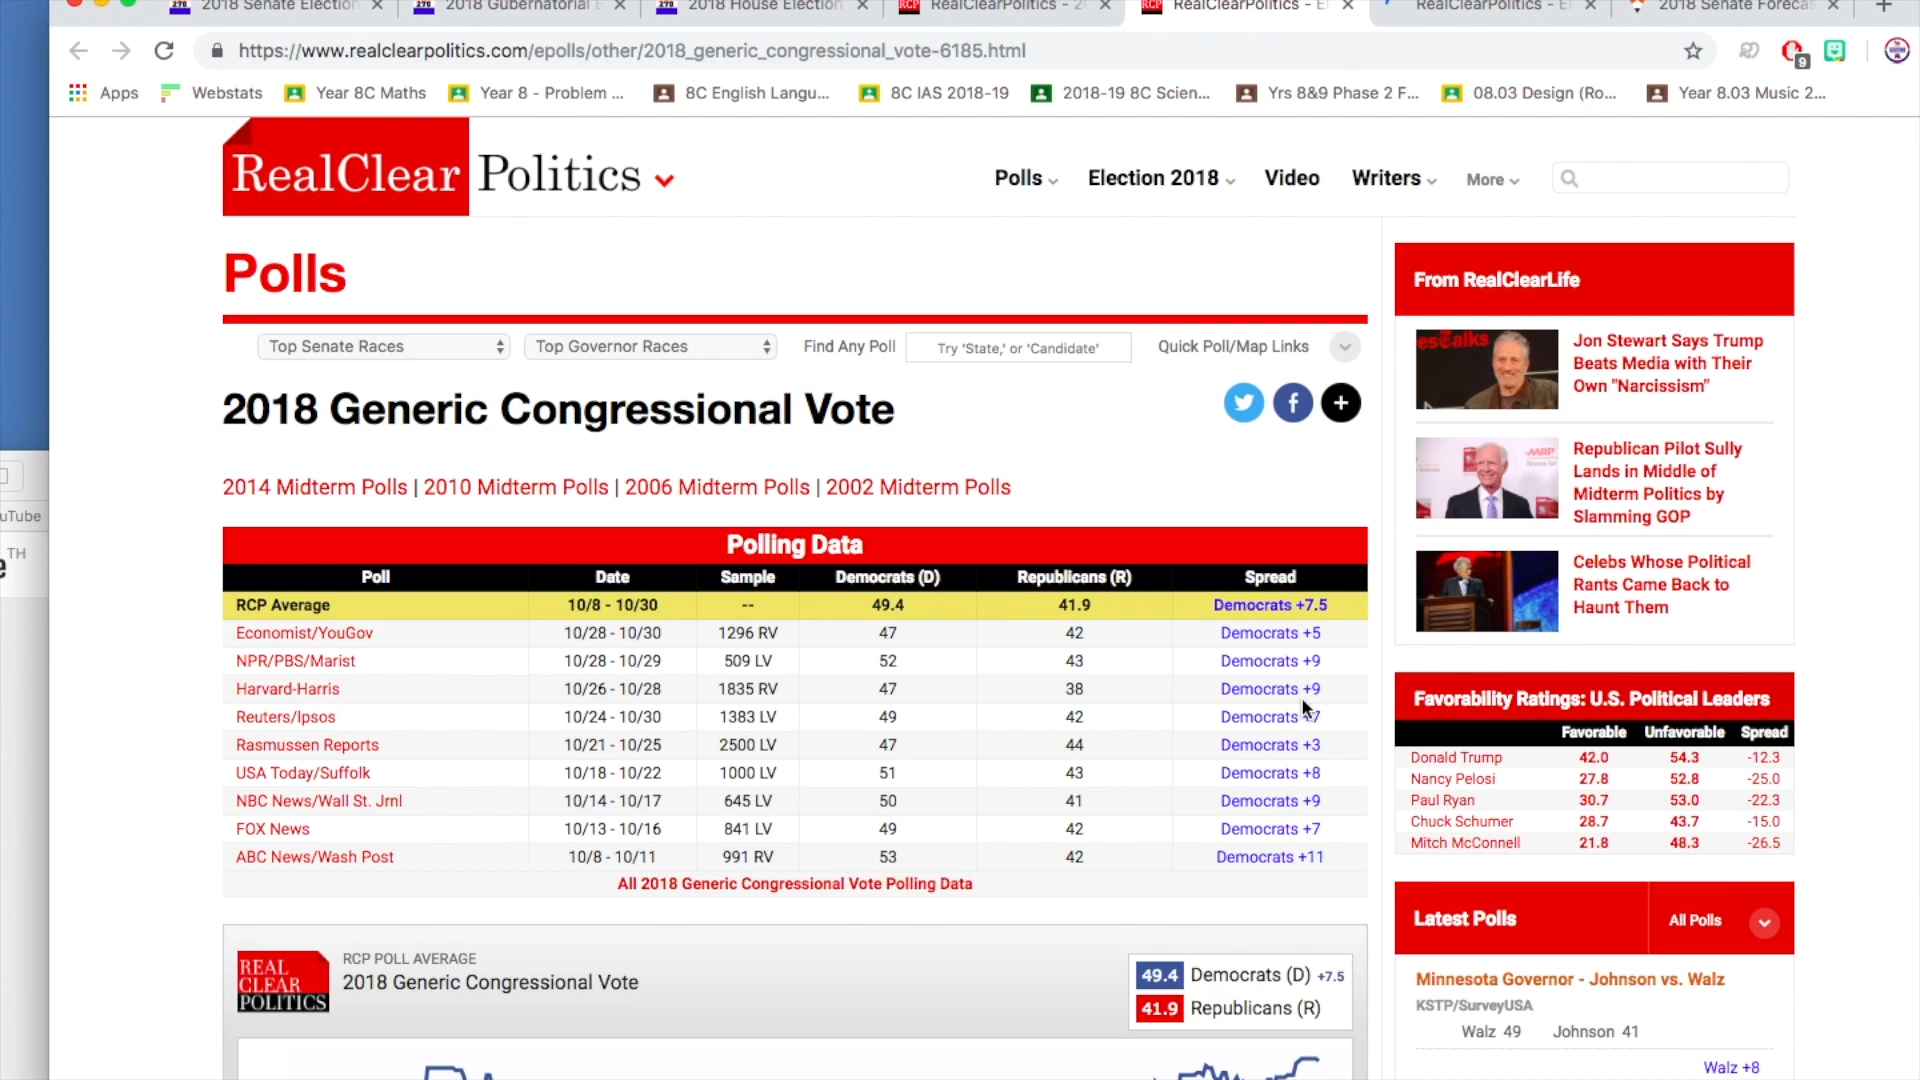 2018 Senate Election
2018 Gubernatorial E
2018 House Election
RealClearPolitics - 2
RealClearPolitics - El
RealClearPolitics - El
2018 Senate Forecas
https://www.realclearpolitics.com/epolls/other/2018_generic_congressional_vote-6185.html
9
Apps
Webstats
Year 8C Maths
Year 8 - Problem ...
8C English Langu...
8C IAS 2018-19
2018-19 8C Scien...
Yrs 8&9 Phase 2 F...
08.03 Design (Ro...
Year 8.03 Music 2...
RealClear Politics
Polls
Election 2018
Video
Writers
More
Polls
Top Senate Races
Top Governor Races
Find Any Poll
Try 'State,' or 'Candidate'
Quick Poll/Map Links
2018 Generic Congressional Vote
2014 Midterm Polls | 2010 Midterm Polls | 2006 Midterm Polls | 2002 Midterm Polls
Polling Data
Poll Date Sample Democrats (D) Republicans (R) Spread
RCP Average 10/8 - 10/30 -- 49.4 41.9 Democrats +7.5
Economist/YouGov 10/28 - 10/30 1296 RV 47 42 Democrats +5
NPR/PBS/Marist 10/28 - 10/29 509 LV 52 43 Democrats +9
Harvard-Harris 10/26 - 10/28 1835 RV 47 38 Democrats +9
Reuters/Ipsos 10/24 - 10/30 1383 LV 49 42 Democrats +7
Rasmussen Reports 10/21 - 10/25 2500 LV 47 44 Democrats +3
USA Today/Suffolk 10/18 - 10/22 1000 LV 51 43 Democrats +8
NBC News/Wall St. Jrnl 10/14 - 10/17 645 LV 50 41 Democrats +9
FOX News 10/13 - 10/16 841 LV 49 42 Democrats +7
ABC News/Wash Post 10/8 - 10/11 991 RV 53 42 Democrats +11
All 2018 Generic Congressional Vote Polling Data
REAL
CLEAR
POLITICS
RCP POLL AVERAGE
2018 Generic Congressional Vote
49.4 Democrats (D) +7.5
41.9 Republicans (R)
From RealClearLife
Jon Stewart Says Trump
Beats Media with Their
Own "Narcissism"
Republican Pilot Sully
Lands in Middle of
Midterm Politics by
Slamming GOP
Celebs Whose Political
Rants Came Back to
Haunt Them
Favorability Ratings: U.S. Political Leaders
Favorable Unfavorable Spread
Donald Trump 42.0 54.3 -12.3
Nancy Pelosi 27.8 52.8 -25.0
Paul Ryan 30.7 53.0 -22.3
Chuck Schumer 28.7 43.7 -15.0
Mitch McConnell 21.8 48.3 -26.5
Latest Polls
All Polls
Minnesota Governor - Johnson vs. Walz
KSTP/SurveyUSA
Walz 49 Johnson 41
Walz +8
uTube
TH